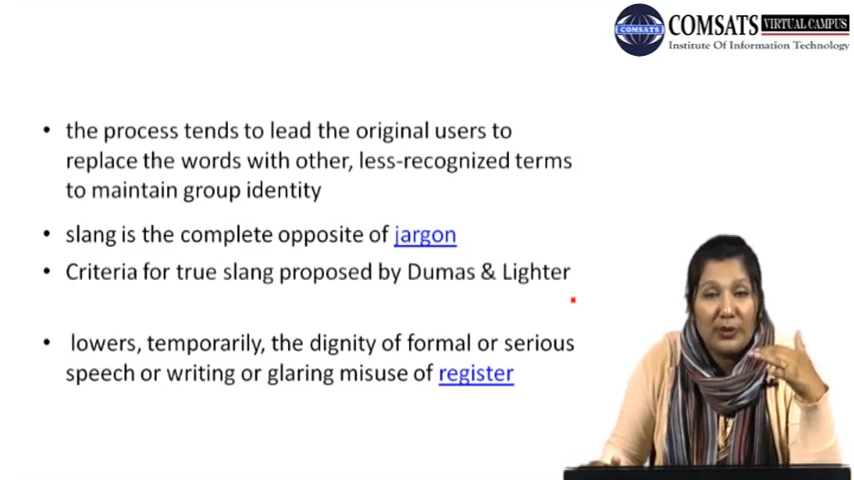 COMSATS VIRTUAL CAMPUS
Institute Of Information Technology
COMSATS
• the process tends to lead the original users to
replace the words with other, less-recognized terms
to maintain group identity
• slang is the complete opposite of jargon
• Criteria for true slang proposed by Dumas & Lighter
• lowers, temporarily, the dignity of formal or serious
speech or writing or glaring misuse of register